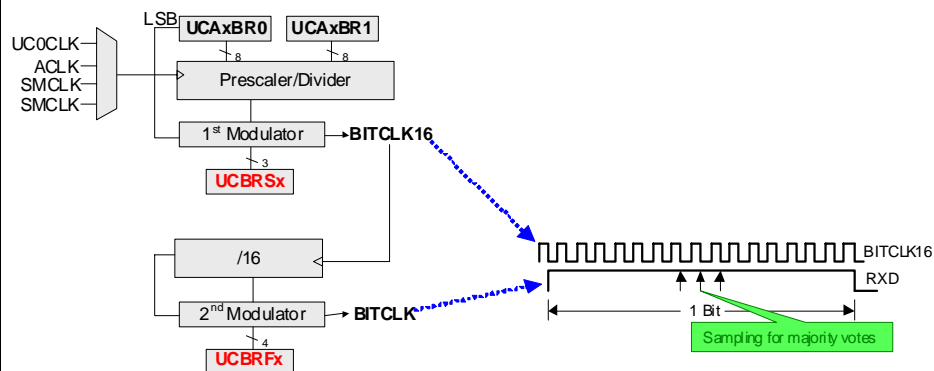 LSB
UCAxBR0
UCAxBR1
UC0CLK
ACLK
SMCLK
SMCLK
8
8
Prescaler/Divider
1st Modulator
BITCLK16
3
UCBRSx
/16
BITCLK16
RXD
2nd Modulator
BITCLK
1 Bit
4
UCBRFx
Sampling for majority votes